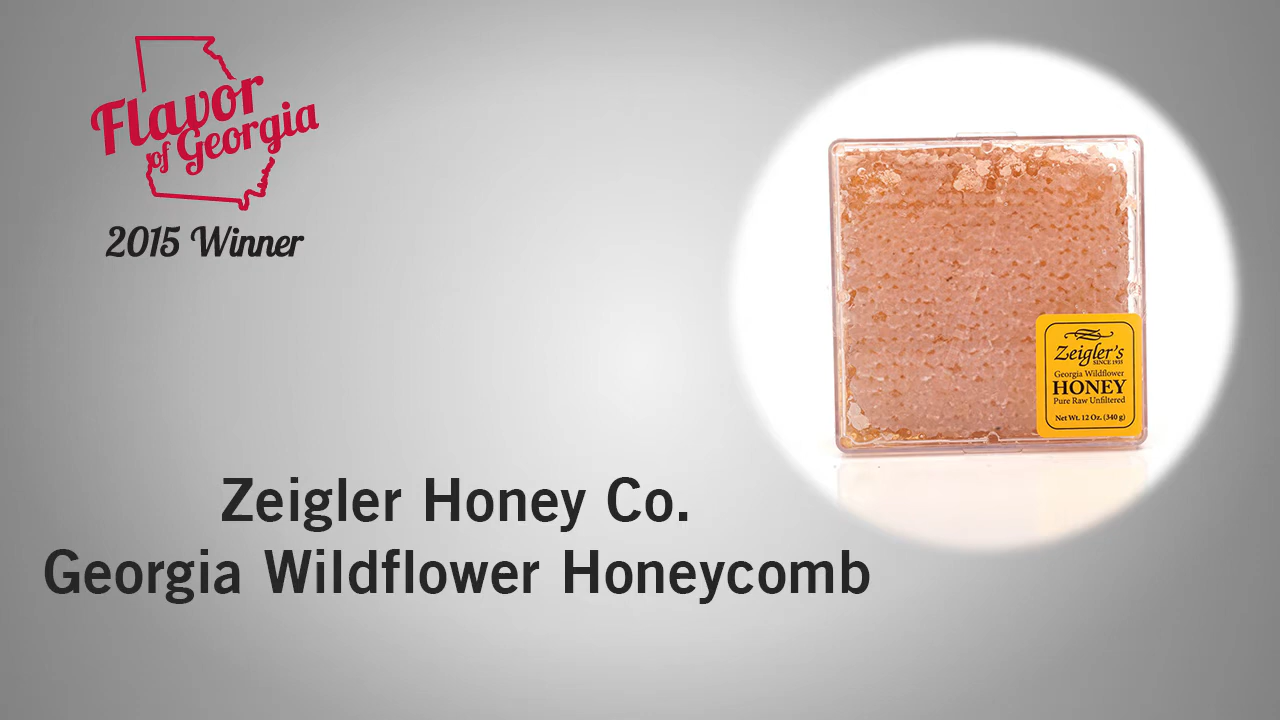 Flavor
of Georgia
2015 Winner
Zeigler's
SINCE 1935
Georgia Wildflower
HONEY
Pure Raw Unfiltered
Net Wt. 12 Oz. (340 g)
Zeigler Honey Co.
Georgia Wildflower Honeycomb